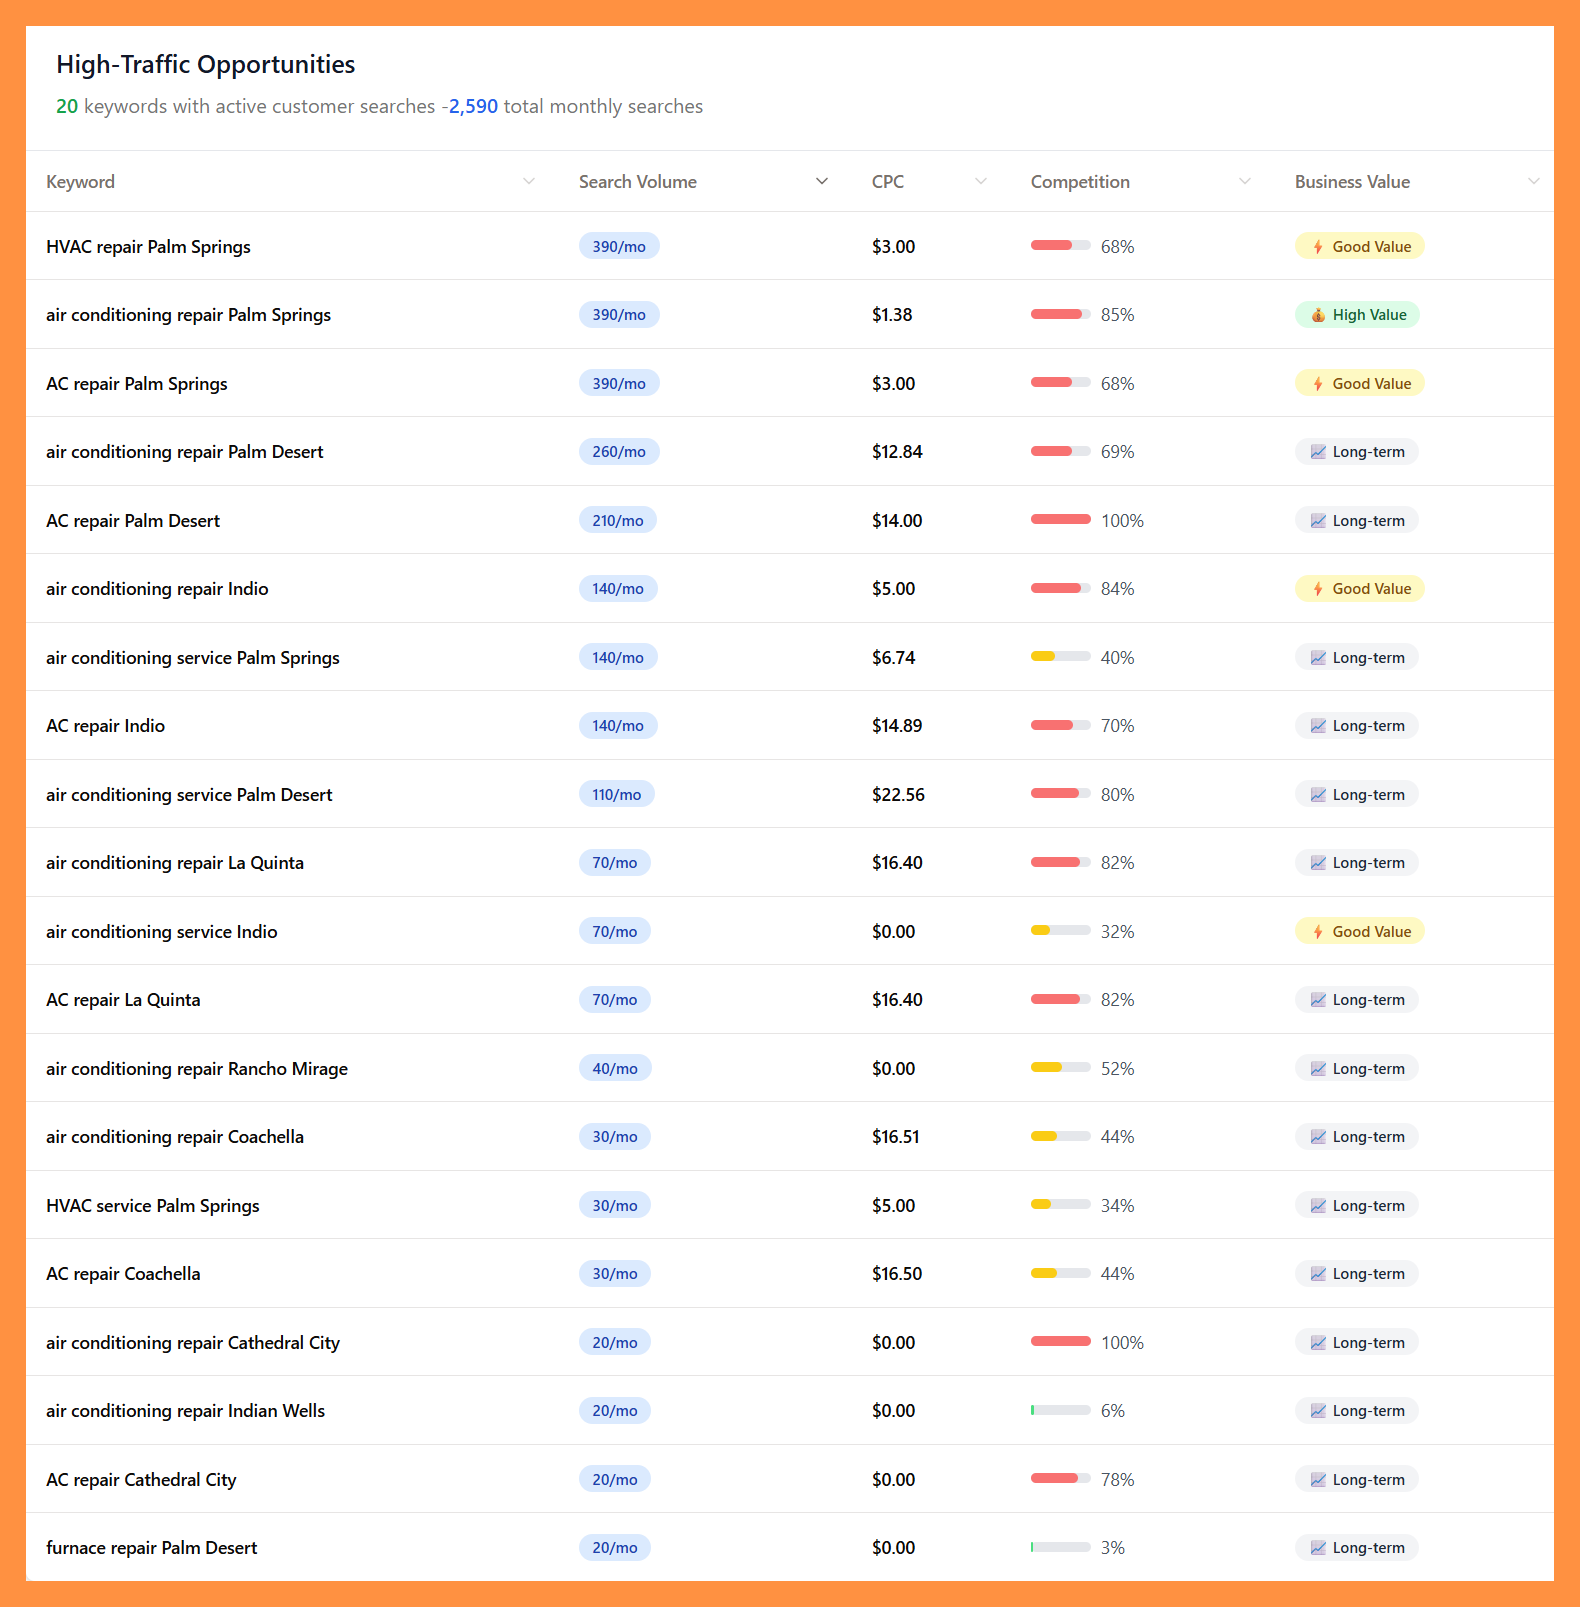 High-Traffic Opportunities
20 keywords with active customer searches -2,590 total monthly searches
Keyword Search Volume CPC Competition Business Value
HVAC repair Palm Springs 390/mo $3.00 68% Good Value
air conditioning repair Palm Springs 390/mo $1.38 85% High Value
AC repair Palm Springs 390/mo $3.00 68% Good Value
air conditioning repair Palm Desert 260/mo $12.84 69% Long-term
AC repair Palm Desert 210/mo $14.00 100% Long-term
air conditioning repair Indio 140/mo $5.00 84% Good Value
air conditioning service Palm Springs 140/mo $6.74 40% Long-term
AC repair Indio 140/mo $14.89 70% Long-term
air conditioning service Palm Desert 110/mo $22.56 80% Long-term
air conditioning repair La Quinta 70/mo $16.40 82% Long-term
air conditioning service Indio 70/mo $0.00 32% Good Value
AC repair La Quinta 70/mo $16.40 82% Long-term
air conditioning repair Rancho Mirage 40/mo $0.00 52% Long-term
air conditioning repair Coachella 30/mo $16.51 44% Long-term
HVAC service Palm Springs 30/mo $5.00 34% Long-term
AC repair Coachella 30/mo $16.50 44% Long-term
air conditioning repair Cathedral City 20/mo $0.00 100% Long-term
air conditioning repair Indian Wells 20/mo $0.00 6% Long-term
AC repair Cathedral City 20/mo $0.00 78% Long-term
furnace repair Palm Desert 20/mo $0.00 3% Long-term